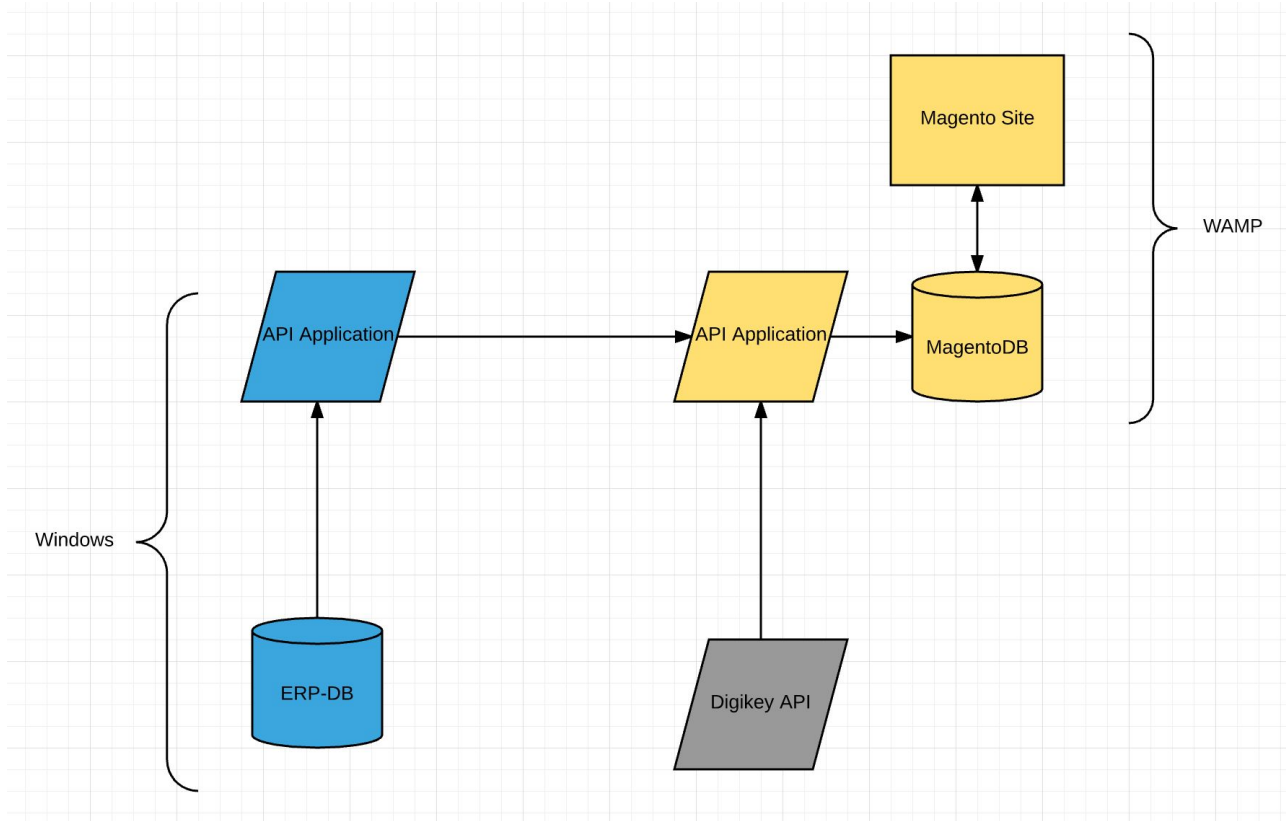 Magento Site
WAMP
API Application
API Application
MagentoDB
Windows
ERP-DB
Digikey API